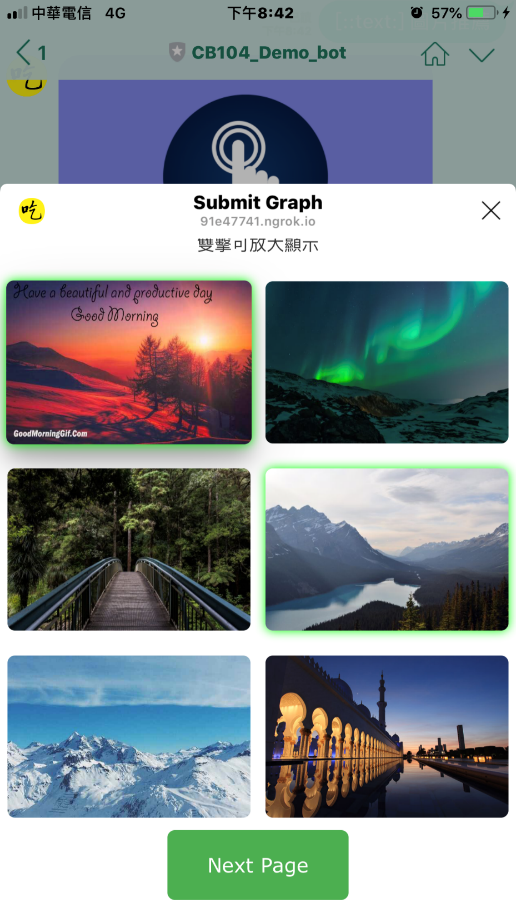 中華電信 4G 下午8:42 57%
1 CB104_Demo_bot
吃
吃 Submit Graph
91e47741.ngrok.io
雙擊可放大顯示
Have a beautiful and productive day
Good Morning
GoodMorningGif.Com
Next Page